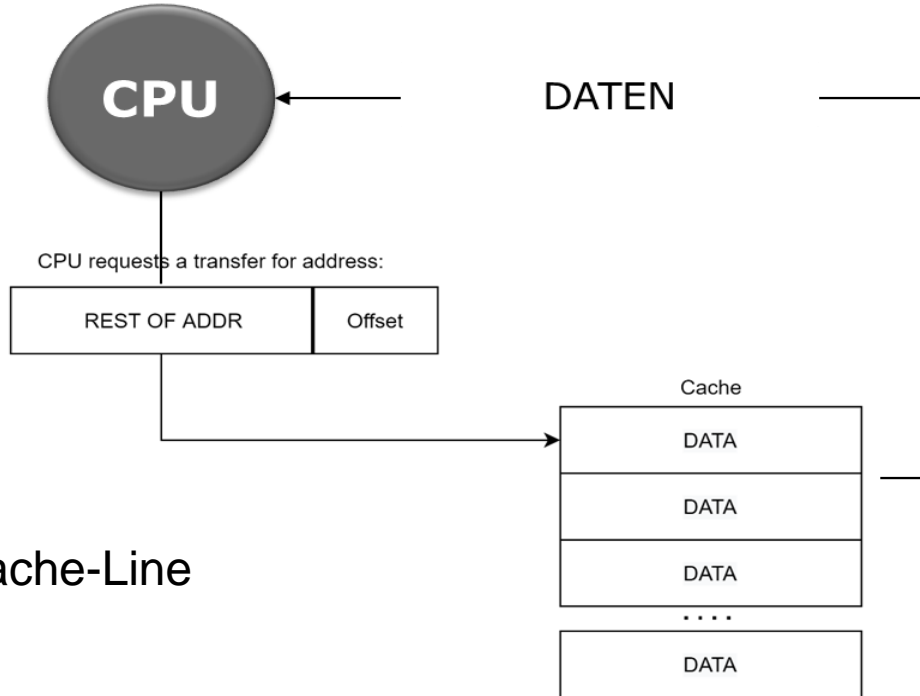 CPU
DATEN
CPU requests a transfer for address:
REST OF ADDR
Offset
Cache
DATA
DATA
DATA
ache-Line
....
DATA